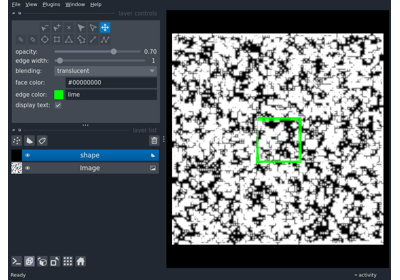 File View Plugins Window Help
layer controls
opacity: 0.70
edge width: 1
blending: translucent
face color: #00000000
edge color: lime
display text:
layer list
shape
Image
Ready
activity